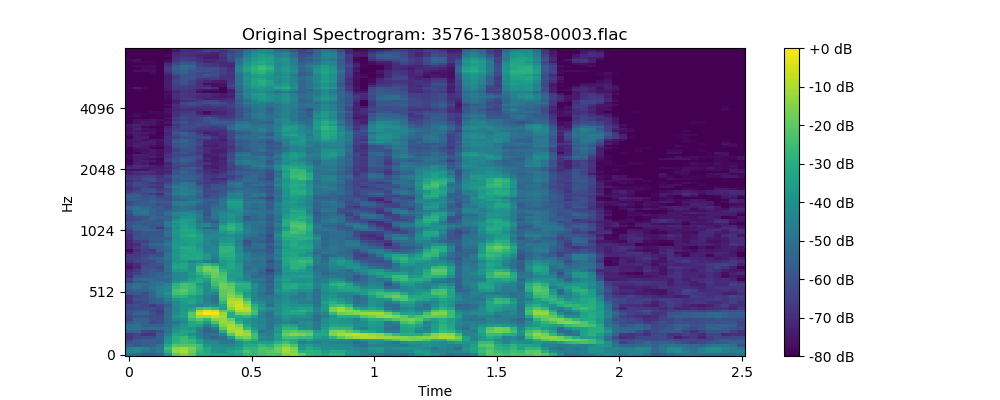 Original Spectrogram: 3576-138058-0003.flac
Hz
4096
2048
1024
512
0
0
0.5
1
1.5
2
2.5
Time
+0 dB
-10 dB
-20 dB
-30 dB
-40 dB
-50 dB
-60 dB
-70 dB
-80 dB